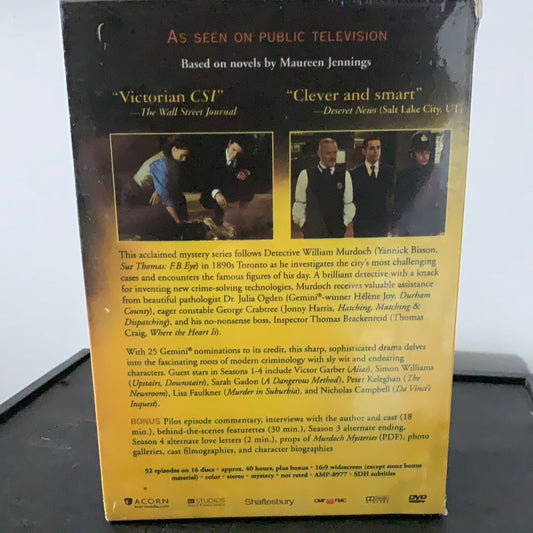 AS SEEN ON PUBLIC TELEVISION
Based on novels by Maureen Jennings
“Victorian CSI”
—The Wall Street Journal
“Clever and smart”
—Deseret News (Salt Lake City, UT)
This acclaimed mystery series follows Detective William Murdoch (Yannick Bisson,
Sue Thomas: F.B.Eye) in 1890s Toronto as he investigates the city’s most challenging
cases and encounters the famous figures of his day. A brilliant detective with a knack
for inventing new crime-solving technologies, Murdoch receives valuable assistance
from beautiful pathologist Dr. Julia Ogden (Gemini®-winner Hélène Joy, Durham
County), eager constable George Crabtree (Jonny Harris, Hatching, Matching &
Dispatching), and his no-nonsense boss, Inspector Thomas Brackenreid (Thomas
Craig, Where the Heart Is).
With 25 Gemini® nominations to its credit, this sharp, sophisticated drama delves
into the fascinating roots of modern criminology with sly wit and endearing
characters. Guest stars in Seasons 1-4 include Victor Garber (Alias), Simon Williams
(Upstairs, Downstairs), Sarah Gadon (A Dangerous Method), Peter Keleghan (The
Newsroom), Lisa Faulkner (Murder in Suburbia), and Nicholas Campbell (Da Vinci’s
Inquest).
BONUS Pilot episode commentary, interviews with the author and cast (18
min.), behind-the-scenes featurettes (30 min.), Season 3 alternate ending,
Season 4 alternate love letters (2 min.), props of Murdoch Mysteries (PDF), photo
galleries, cast filmographies, and character biographies
52 episodes on 16 discs • approx. 40 hours, plus bonus • 16:9 widescreen (except some bonus
material) • color • stereo • mystery • not rated • AMP-8977 • SDH subtitles
ACORN
STUDIOS
Shaftesbury
CMF FMC
DVD